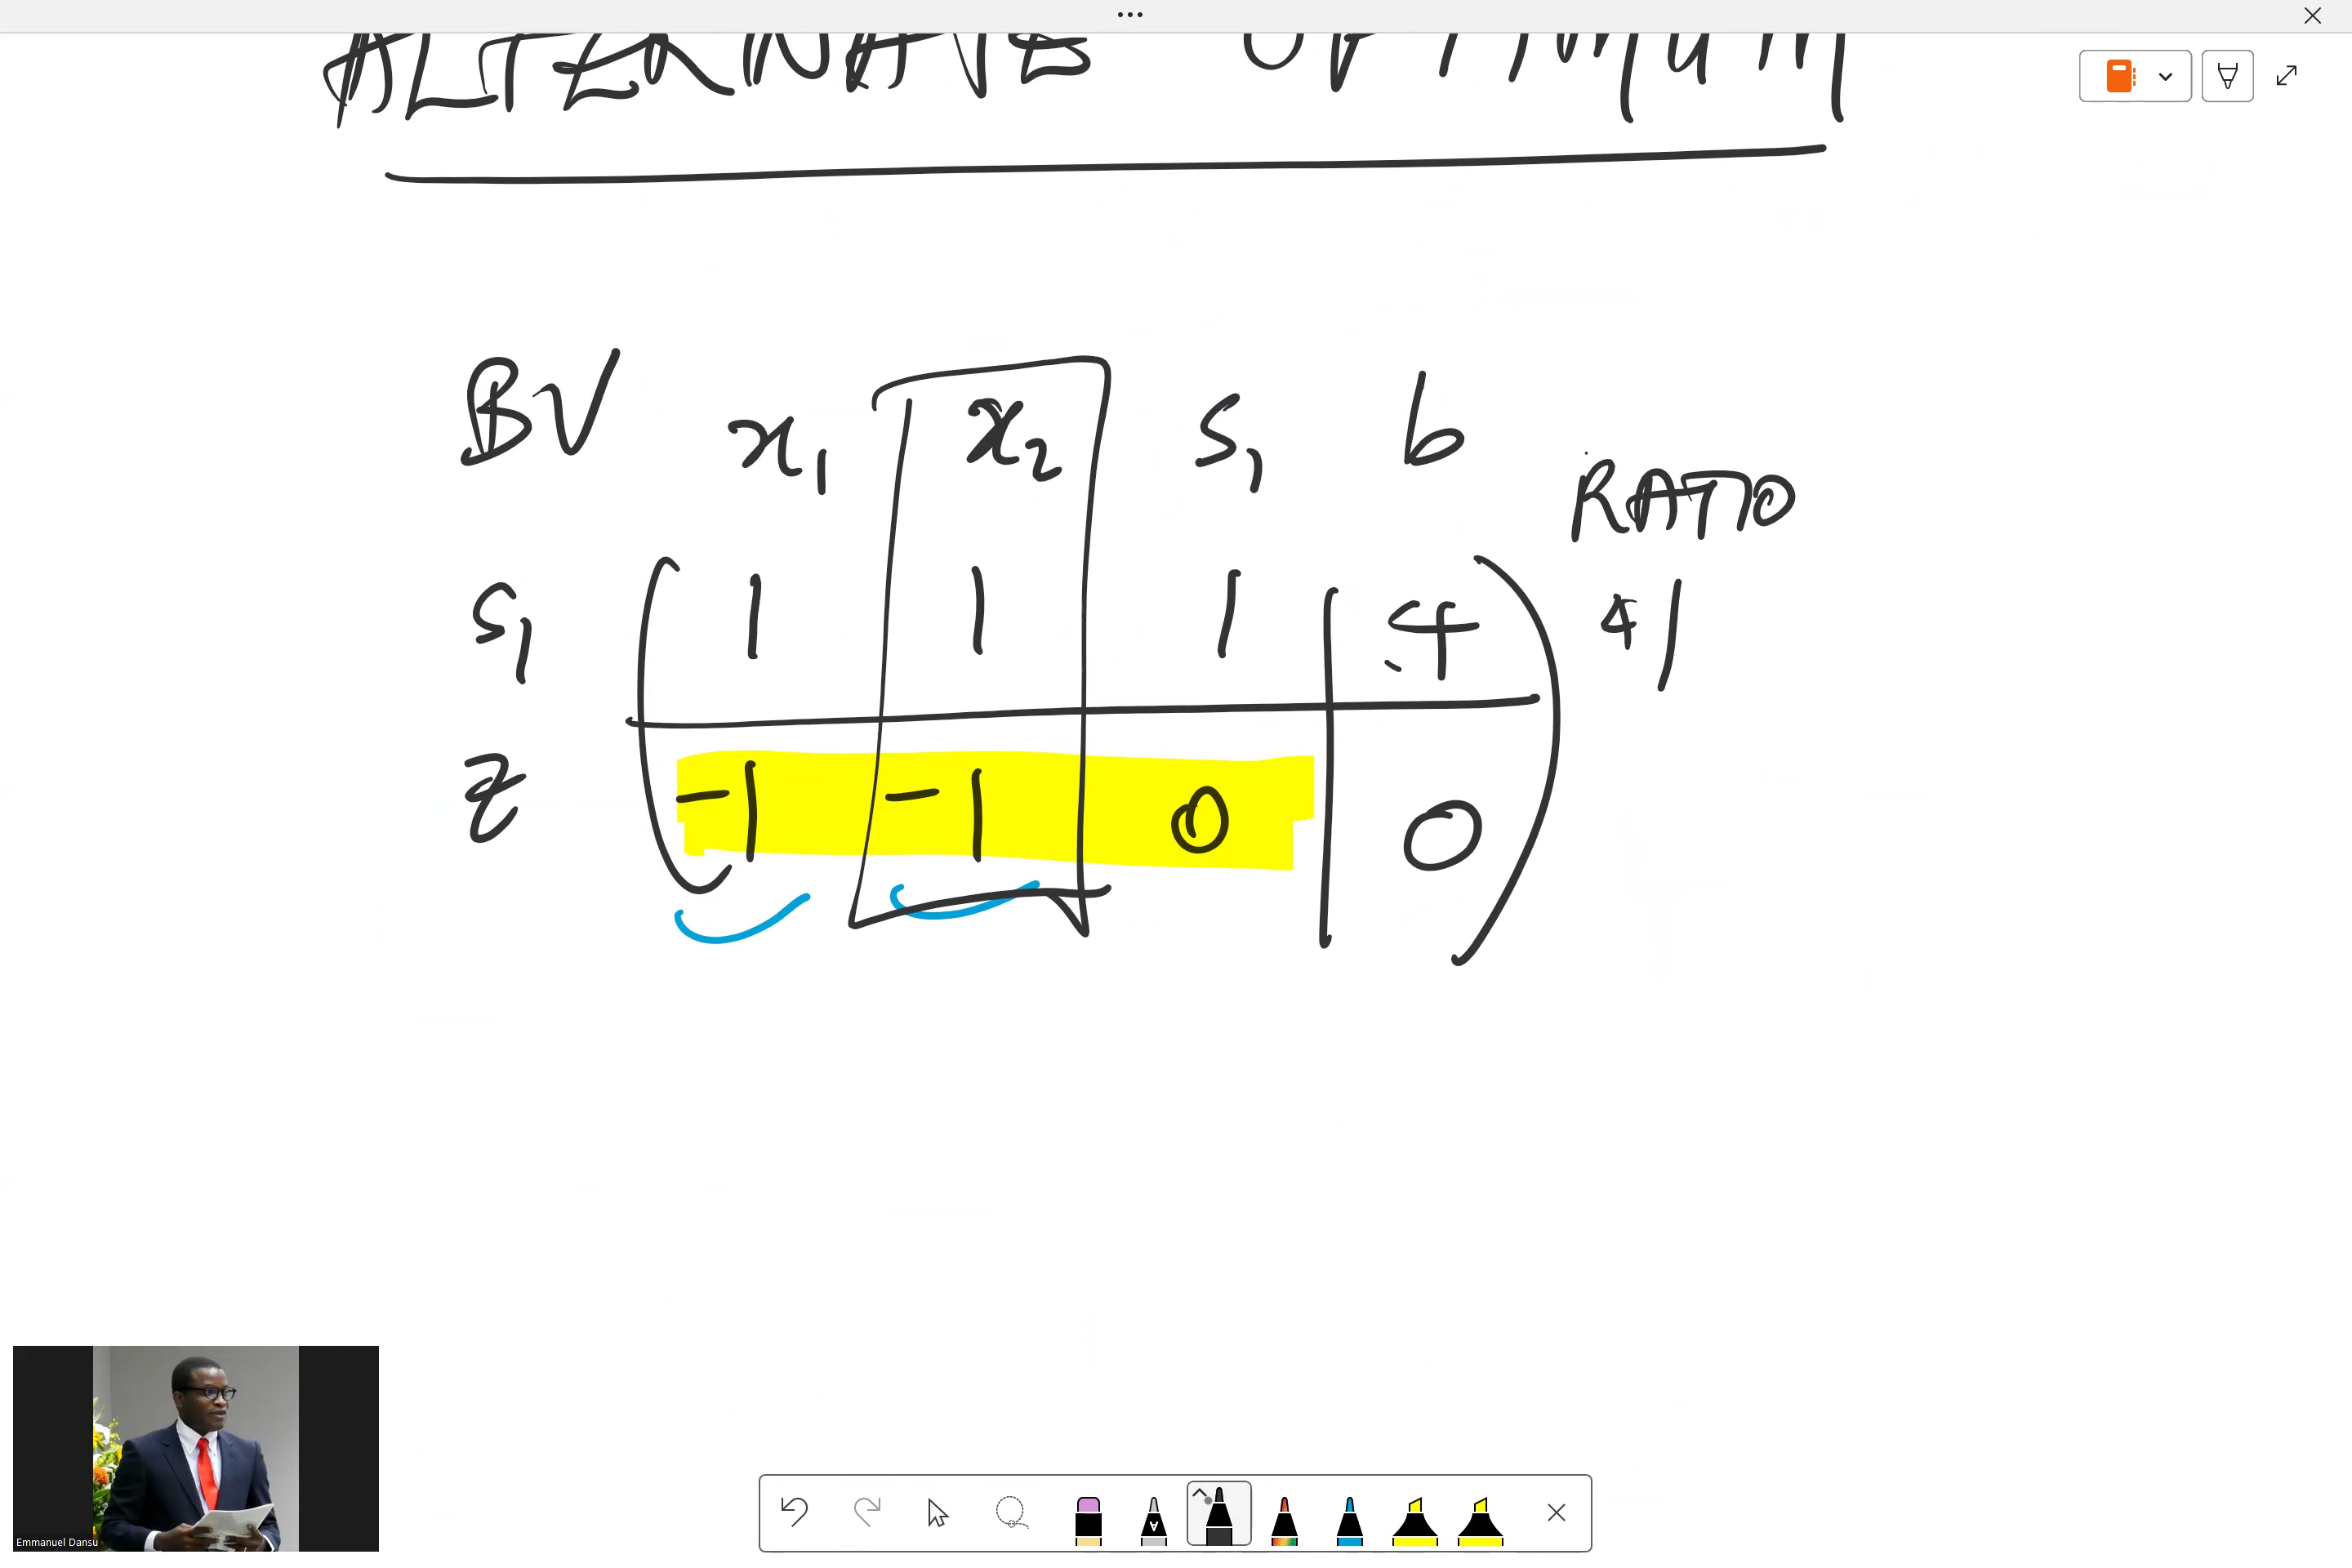 ALTERNATE OPTIMUM
BV x₁ x₂ s₁ b RATIO
s₁ 1 1 1 4 4/
z -1 -1 0 0
Emmanuel Dansu